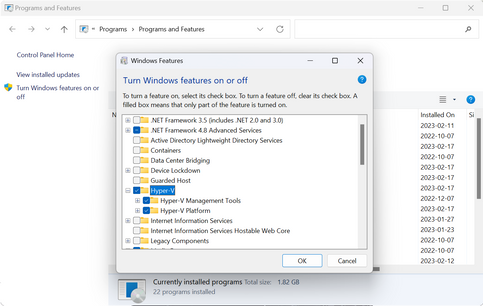 Programs and Features
« Programs › Programs and Features
Control Panel Home
View installed updates
Turn Windows features on or
off
Installed On
2023-02-11
2022-10-07
2023-02-17
2022-10-07
2023-02-17
2023-02-17
2023-02-17
2022-12-07
2023-02-17
2023-01-27
2023-01-23
2022-10-07
2022-10-07
2023-02-12
Windows Features
Turn Windows features on or off
To turn a feature on, select its check box. To turn a feature off, clear its check box. A
filled box means that only part of the feature is turned on.
.NET Framework 3.5 (includes .NET 2.0 and 3.0)
.NET Framework 4.8 Advanced Services
Active Directory Lightweight Directory Services
Containers
Data Center Bridging
Device Lockdown
Guarded Host
Hyper-V
Hyper-V Management Tools
Hyper-V Platform
Internet Information Services
Internet Information Services Hostable Web Core
Legacy Components
OK Cancel
Currently installed programs Total size: 1.82 GB
22 programs installed